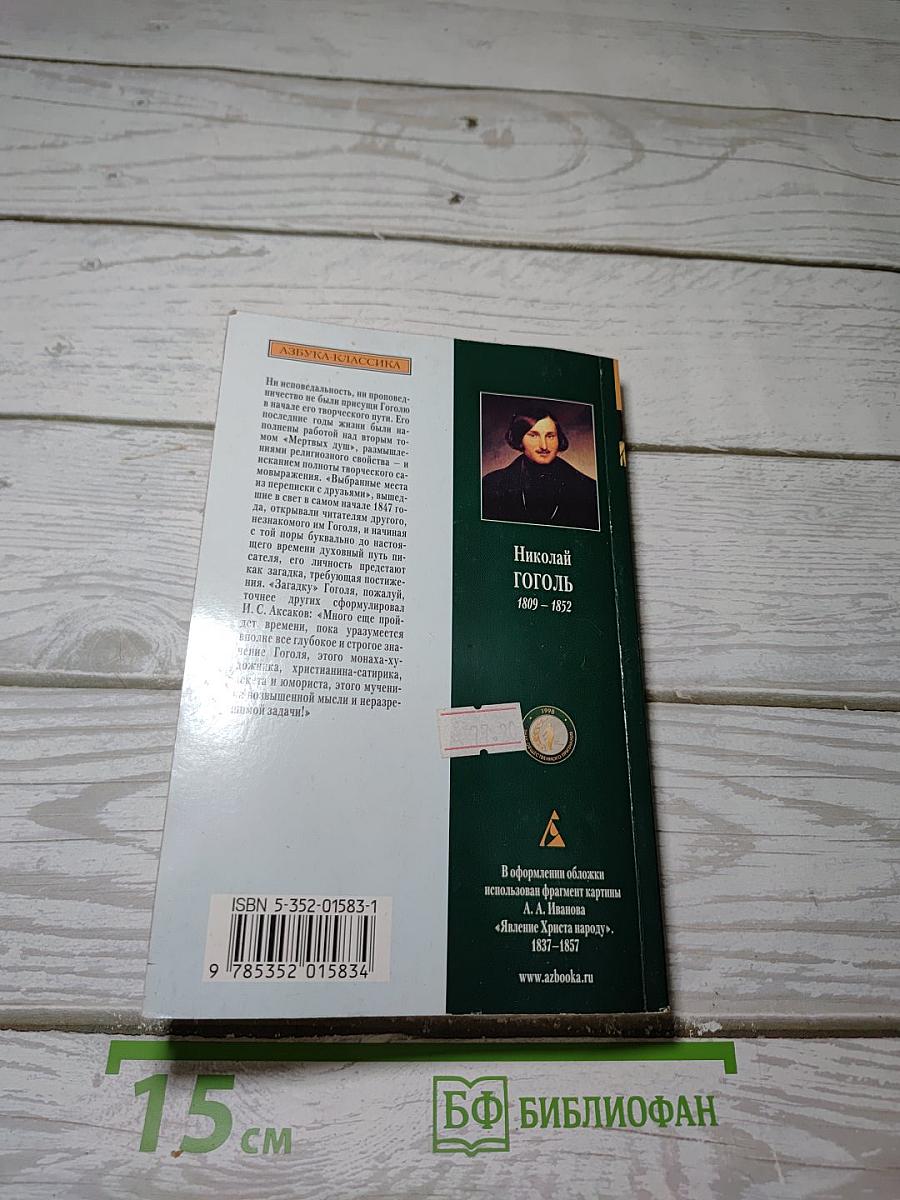 АЗБУКА-КЛАССИКА
Ни исповедальность, ни проповед-
ничество не были присущи Гоголю
в начале его творческого пути. Его
последние годы жизни были на-
полнены работой над вторым то-
мом «Мертвых душ», размышле-
ниями религиозного свойства – и
исканием полноты творческого са-
мовыражения. «Выбранные места
из переписки с друзьями», вышед-
шие в свет в самом начале 1847 го-
да, открывали читателям другого,
незнакомого им Гоголя, и начиная
с той поры буквально до настоя-
щего времени духовный путь пи-
сателя, его личность предстают
как загадка, требующая постиже-
ния. «Загадку» Гоголя, пожалуй,
точнее других сформулировал
И. С. Аксаков: «Много еще прой-
дет времени, пока уразумеется
вполне все глубокое и строгое зна-
чение Гоголя, этого монаха-ху-
дожника, христианина-сатирика,
аскета и юмориста, этого мучени-
ка возвышенной мысли и неразре-
шимой задачи!»
ISBN 5-352-01583-1
9 785352 015834
Николай
ГОГОЛЬ
1809 – 1852
1998
В оформлении обложки
использован фрагмент картины
А. А. Иванова
«Явление Христа народу».
1837–1857
www.azbooka.ru
15 см
БФ БИБЛИОФАН